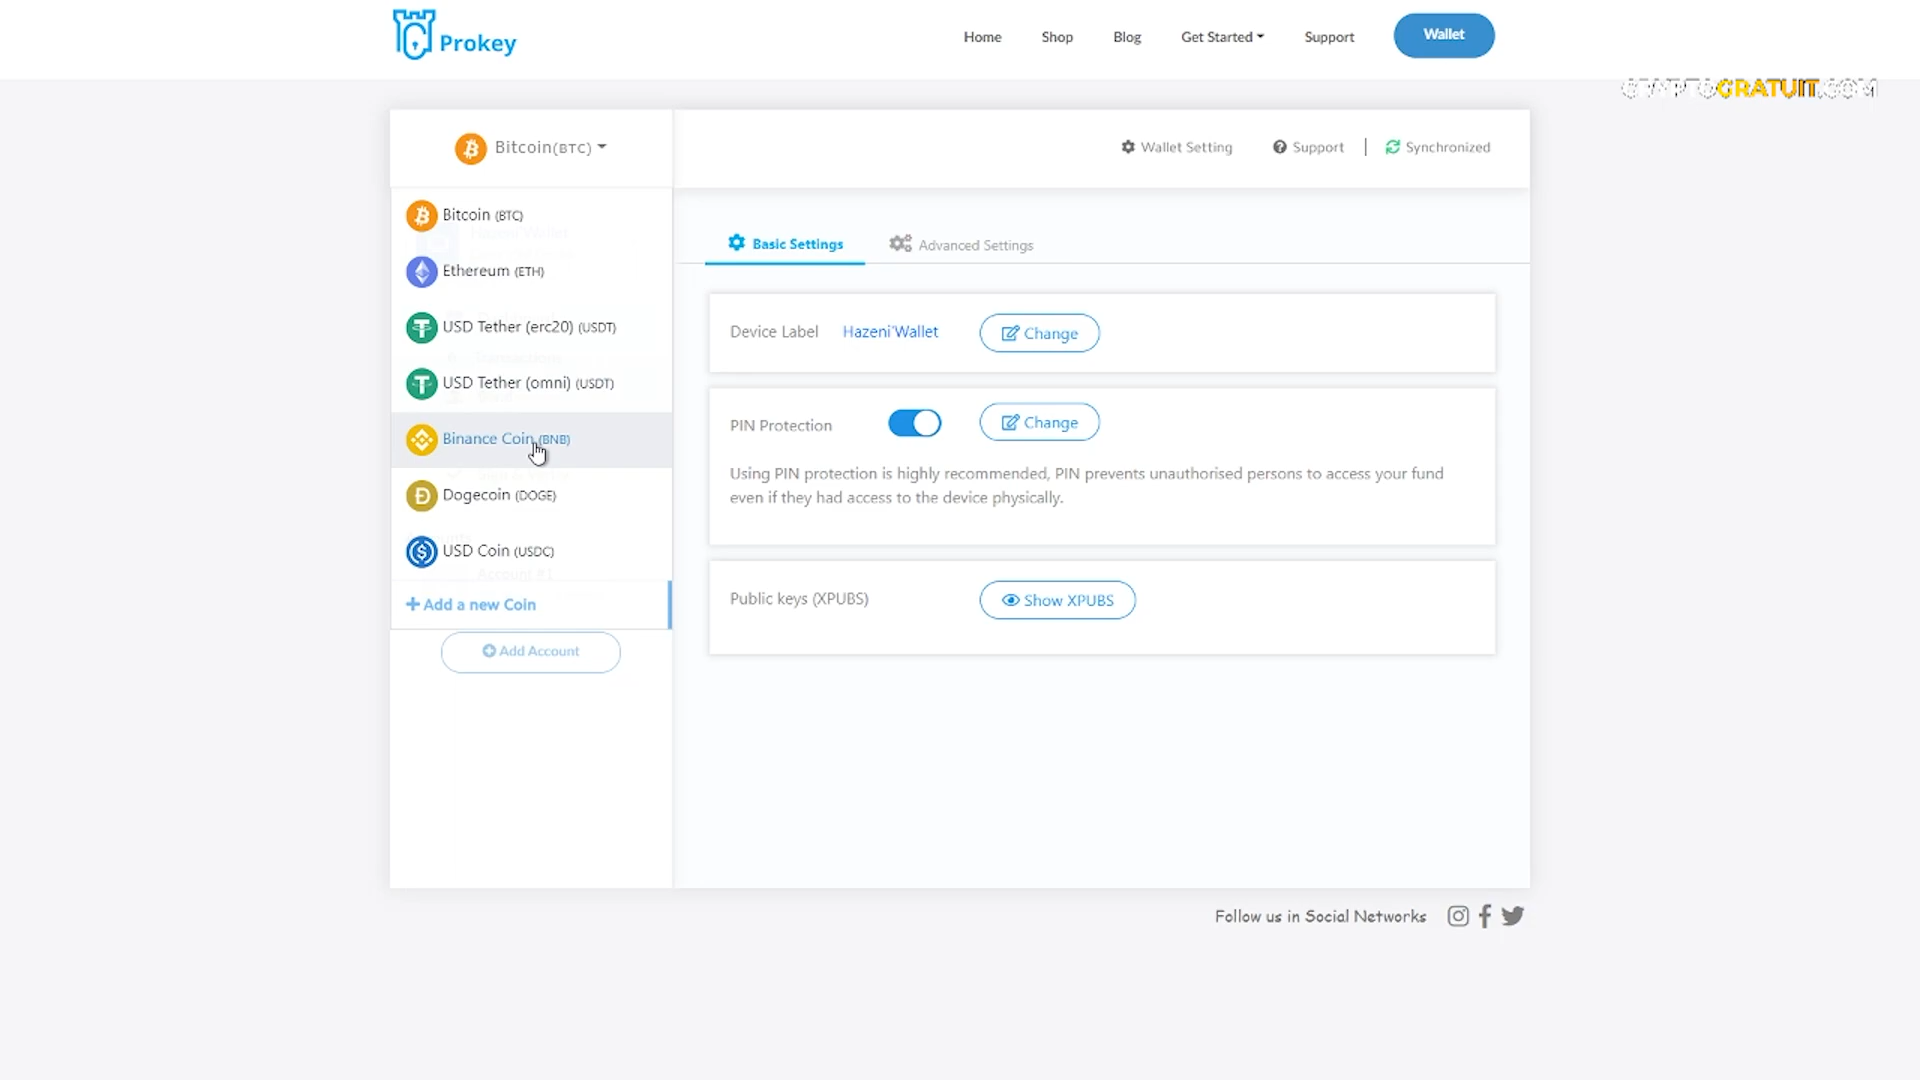 Prokey
Home
Shop
Blog
Get Started
Support
Wallet
CRYPTOGRATUIT.COM
Bitcoin(BTC)
Wallet Setting
Support
Synchronized
Bitcoin (BTC)
Ethereum (ETH)
USD Tether (erc20) (USDT)
USD Tether (omni) (USDT)
Binance Coin (BNB)
Dogecoin (DOGE)
USD Coin (USDC)
Account #1
Add a new Coin
Add Account
Basic Settings
Advanced Settings
Device Label
Hazeni'Wallet
Change
PIN Protection
Change
Using PIN protection is highly recommended, PIN prevents unauthorised persons to access your fund
even if they had access to the device physically.
Public keys (XPUBS)
Show XPUBS
Follow us in Social Networks